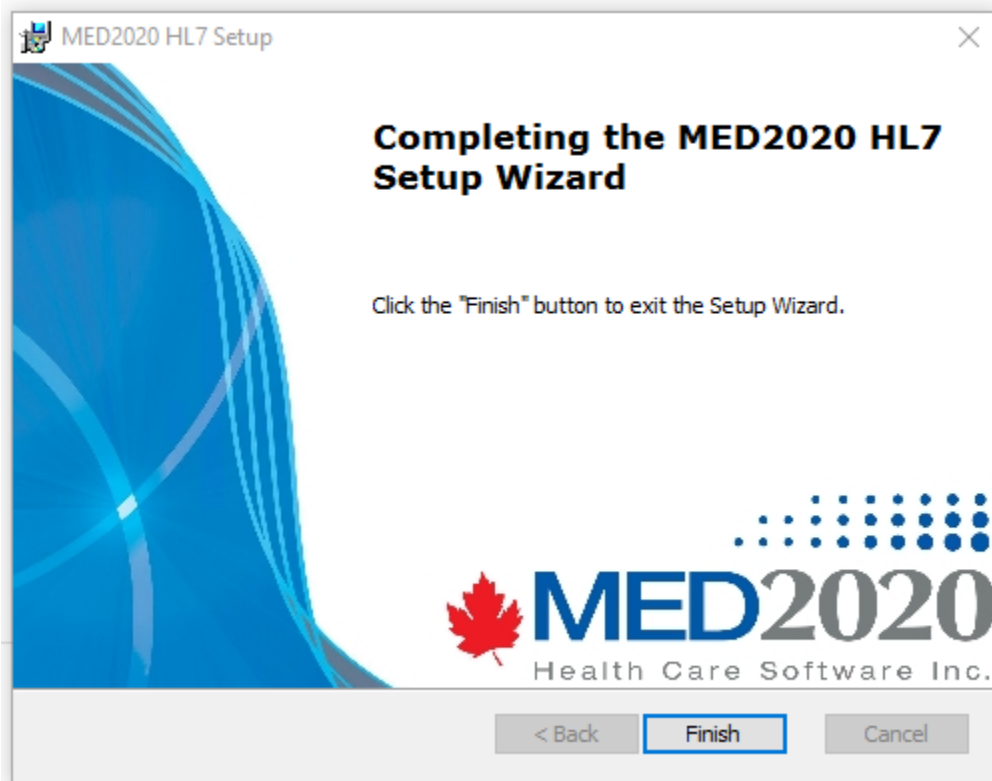 MED2020 HL7 Setup
Completing the MED2020 HL7
Setup Wizard
Click the "Finish" button to exit the Setup Wizard.
MED2020
Health Care Software Inc.
< Back
Finish
Cancel